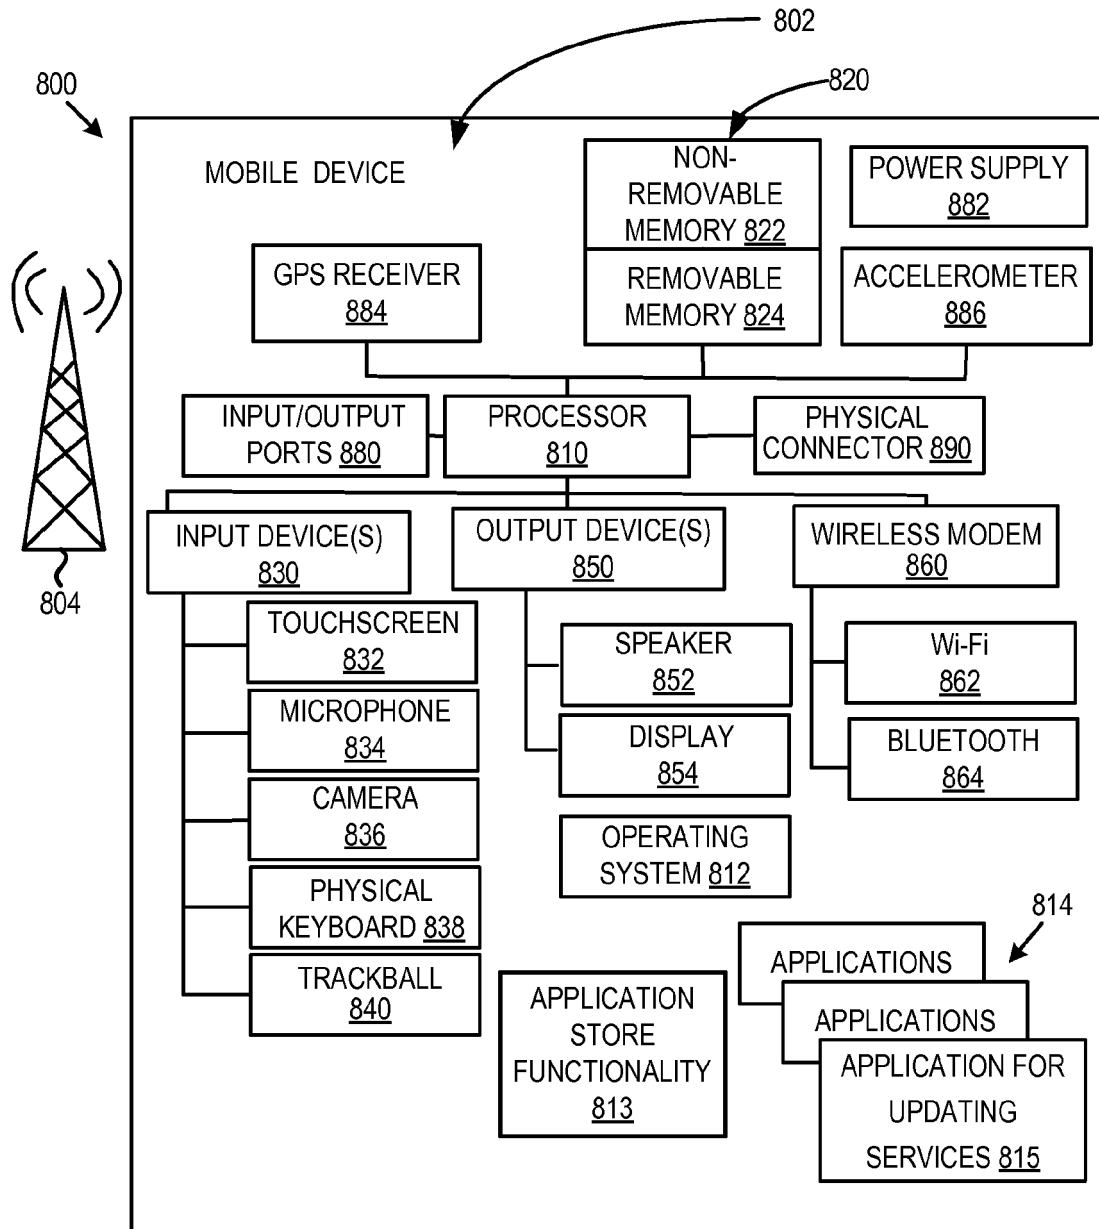 802
800
820
MOBILE DEVICE
NON-
REMOVABLE
MEMORY 822
POWER SUPPLY
882
GPS RECEIVER
884
REMOVABLE
MEMORY 824
ACCELEROMETER
886
INPUT/OUTPUT
PORTS 880
PROCESSOR
810
PHYSICAL
CONNECTOR 890
INPUT DEVICE(S)
830
OUTPUT DEVICE(S)
850
WIRELESS MODEM
860
804
TOUCHSCREEN
832
SPEAKER
852
Wi-Fi
862
MICROPHONE
834
DISPLAY
854
BLUETOOTH
864
CAMERA
836
OPERATING
SYSTEM 812
PHYSICAL
KEYBOARD 838
814
TRACKBALL
840
APPLICATION
STORE
FUNCTIONALITY
813
APPLICATIONS
APPLICATIONS
APPLICATION FOR
UPDATING
SERVICES 815